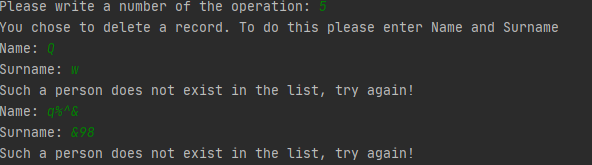 Please write a number of the operation: 5
You chose to delete a record. To do this please enter Name and Surname
Name: Q
Surname: w
Such a person does not exist in the list, try again!
Name: q%^&
Surname: &98
Such a person does not exist in the list, try again!